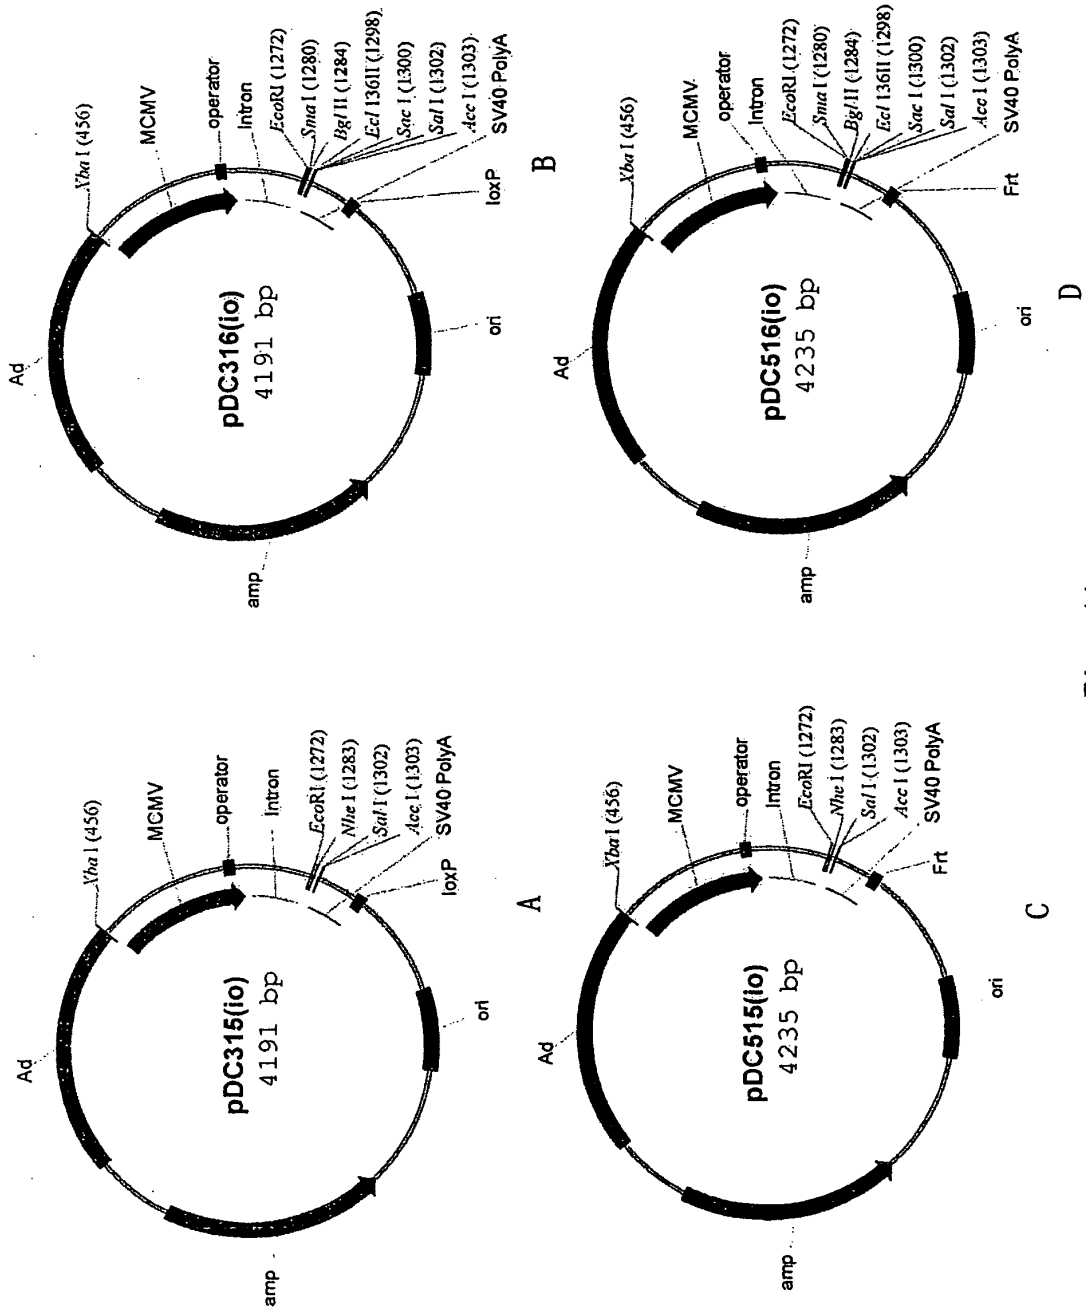 Ad
Xba I (456)
MCMV
operator
Intron
EcoRI (1272)
Nhe I (1283)
Sal I (1302)
Acc I (1303)
SV40 PolyA
loxP
ori
amp
pDC315(io)
4191 bp
A
Ad
Xba I (456)
MCMV
operator
Intron
EcoRI (1272)
Sma I (1280)
Bgl II (1284)
Ecl 136II (1298)
Sac I (1300)
Sal I (1302)
Acc I (1303)
SV40 PolyA
loxP
ori
amp
pDC316(io)
4191 bp
B
Ad
Xba I (456)
MCMV
operator
Intron
EcoRI (1272)
Nhe I (1283)
Sal I (1302)
Acc I (1303)
SV40 PolyA
Frt
ori
amp
pDC515(io)
4235 bp
C
Ad
Xba I (456)
MCMV
operator
Intron
EcoRI (1272)
Sma I (1280)
Bgl II (1284)
Ecl 136II (1298)
Sac I (1300)
Sal I (1302)
Acc I (1303)
SV40 PolyA
Frt
ori
amp
pDC516(io)
4235 bp
D